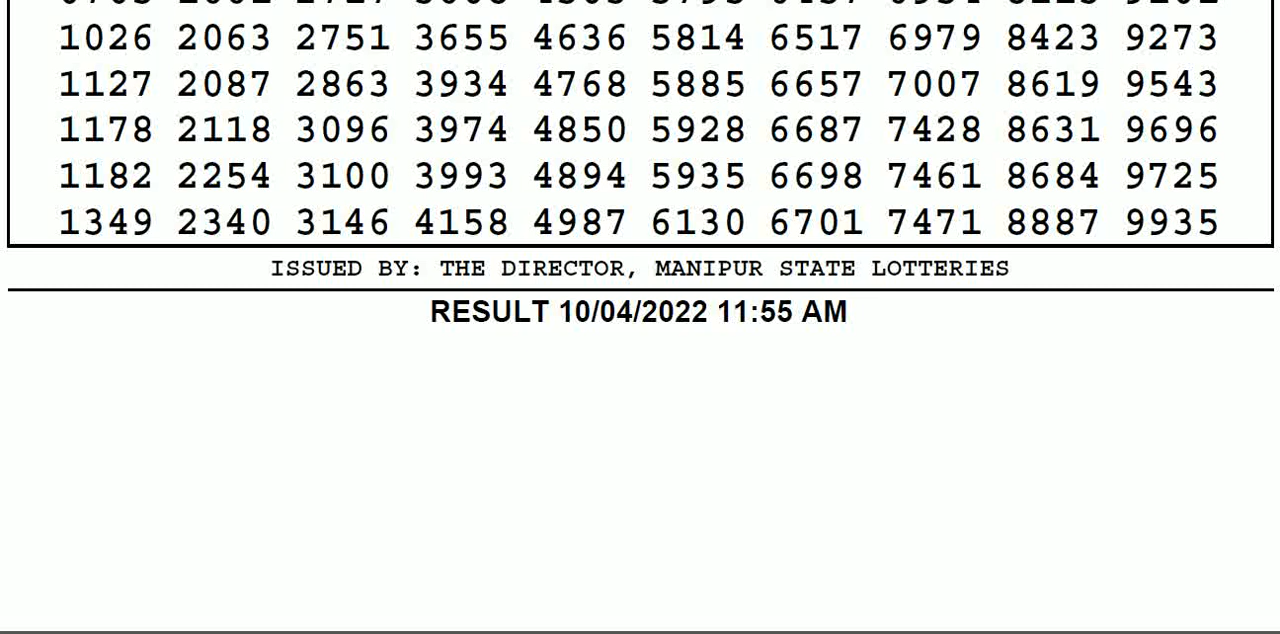 1026 2063 2751 3655 4636 5814 6517 6979 8423 9273
1127 2087 2863 3934 4768 5885 6657 7007 8619 9543
1178 2118 3096 3974 4850 5928 6687 7428 8631 9696
1182 2254 3100 3993 4894 5935 6698 7461 8684 9725
1349 2340 3146 4158 4987 6130 6701 7471 8887 9935
ISSUED BY: THE DIRECTOR, MANIPUR STATE LOTTERIES
RESULT 10/04/2022 11:55 AM